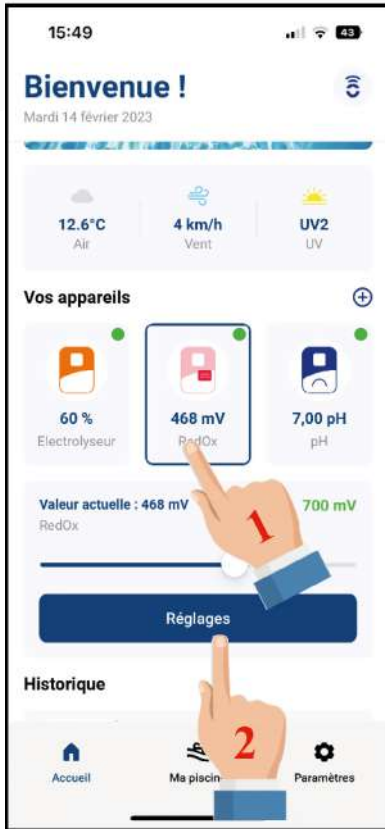 15:49
43
Bienvenue !
Mardi 14 février 2023
12.6°C
4 km/h
UV2
Air
Vent
UV
Vos appareils
60 %
468 mV
7,00 pH
Electrolyseur
RedOx
pH
Valeur actuelle : 468 mV
700 mV
RedOx
1
Réglages
Historique
2
Accueil
Ma piscin
Paramètres